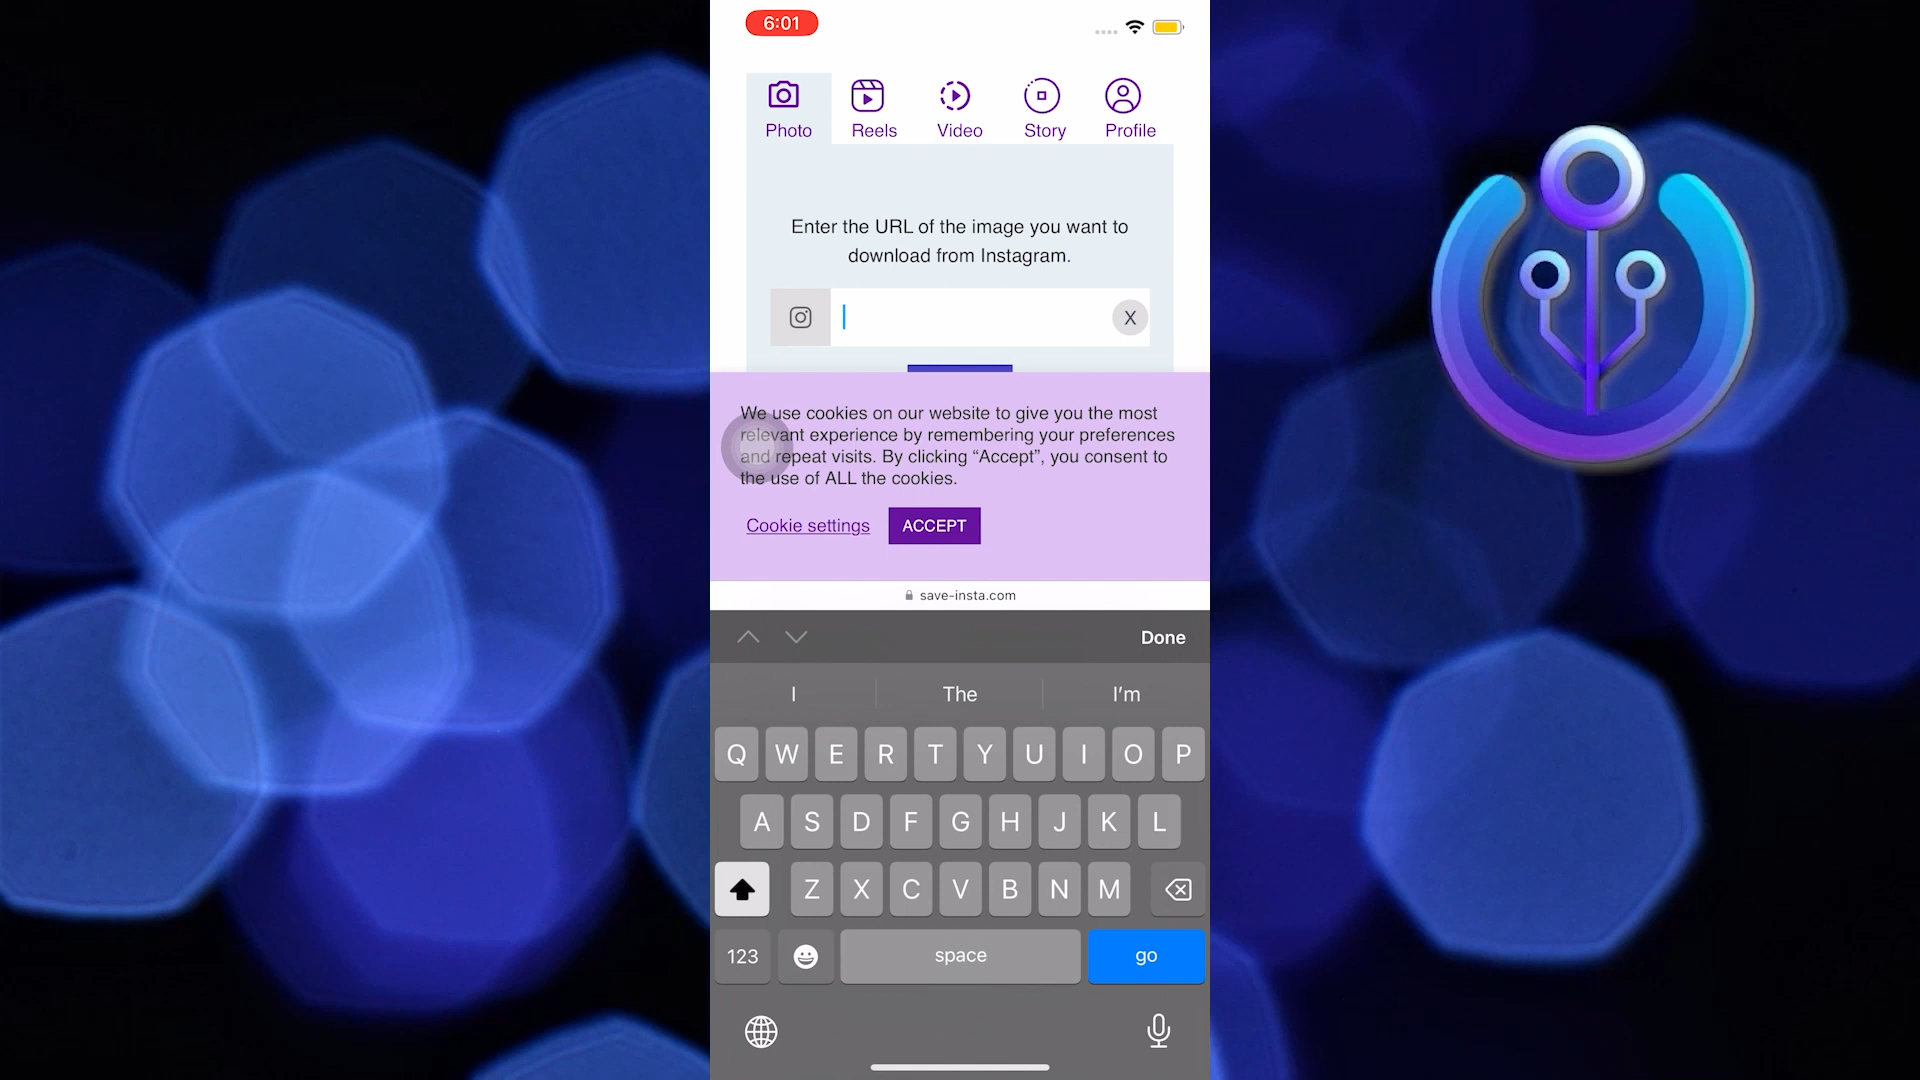 6:01
Photo Reels Video Story Profile
Enter the URL of the image you want to
download from Instagram.
X
We use cookies on our website to give you the most
relevant experience by remembering your preferences
and repeat visits. By clicking “Accept”, you consent to
the use of ALL the cookies.
Cookie settings ACCEPT
save-insta.com
Done
I The I’m
Q W E R T Y U I O P
A S D F G H J K L
Z X C V B N M
123 space go